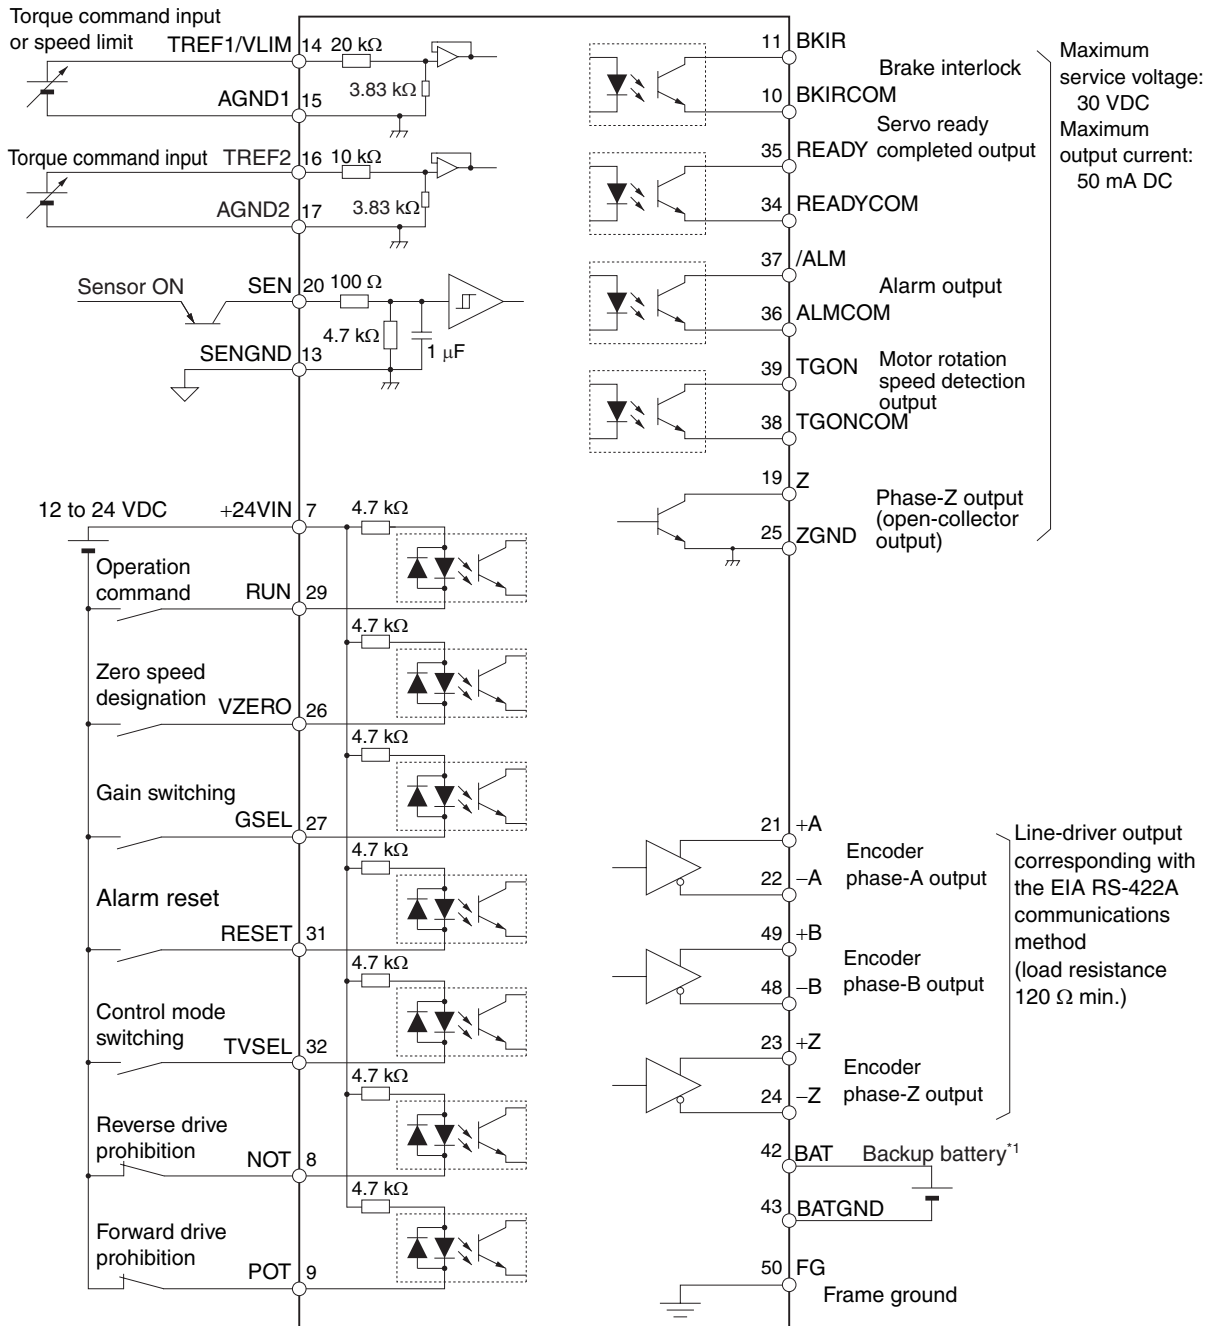 Torque command input
or speed limit
TREF1/VLIM 14 20 kΩ
3.83 kΩ
AGND1 15
Torque command input TREF2 16 10 kΩ
3.83 kΩ
AGND2 17
Sensor ON SEN 20 100 Ω
4.7 kΩ
1 μF
SENGND 13
12 to 24 VDC +24VIN 7 4.7 kΩ
Operation
command
RUN 29
4.7 kΩ
Zero speed
designation
VZERO 26
4.7 kΩ
Gain switching
GSEL 27
4.7 kΩ
Alarm reset
RESET 31
4.7 kΩ
Control mode
switching
TVSEL 32
4.7 kΩ
Reverse drive
prohibition
NOT 8
4.7 kΩ
Forward drive
prohibition
POT 9
11 BKIR
Brake interlock
10 BKIRCOM
Servo ready
completed output
35 READY
34 READYCOM
37 /ALM
Alarm output
36 ALMCOM
39 TGON
Motor rotation
speed detection
output
38 TGONCOM
19 Z
Phase-Z output
(open-collector
output)
25 ZGND
Maximum
service voltage:
30 VDC
Maximum
output current:
50 mA DC
21 +A
Encoder
phase-A output
22 −A
49 +B
Encoder
phase-B output
48 −B
23 +Z
Encoder
phase-Z output
24 −Z
Line-driver output
corresponding with
the EIA RS-422A
communications
method
(load resistance
120 Ω min.)
42 BAT Backup battery*1
43 BATGND
50 FG
Frame ground